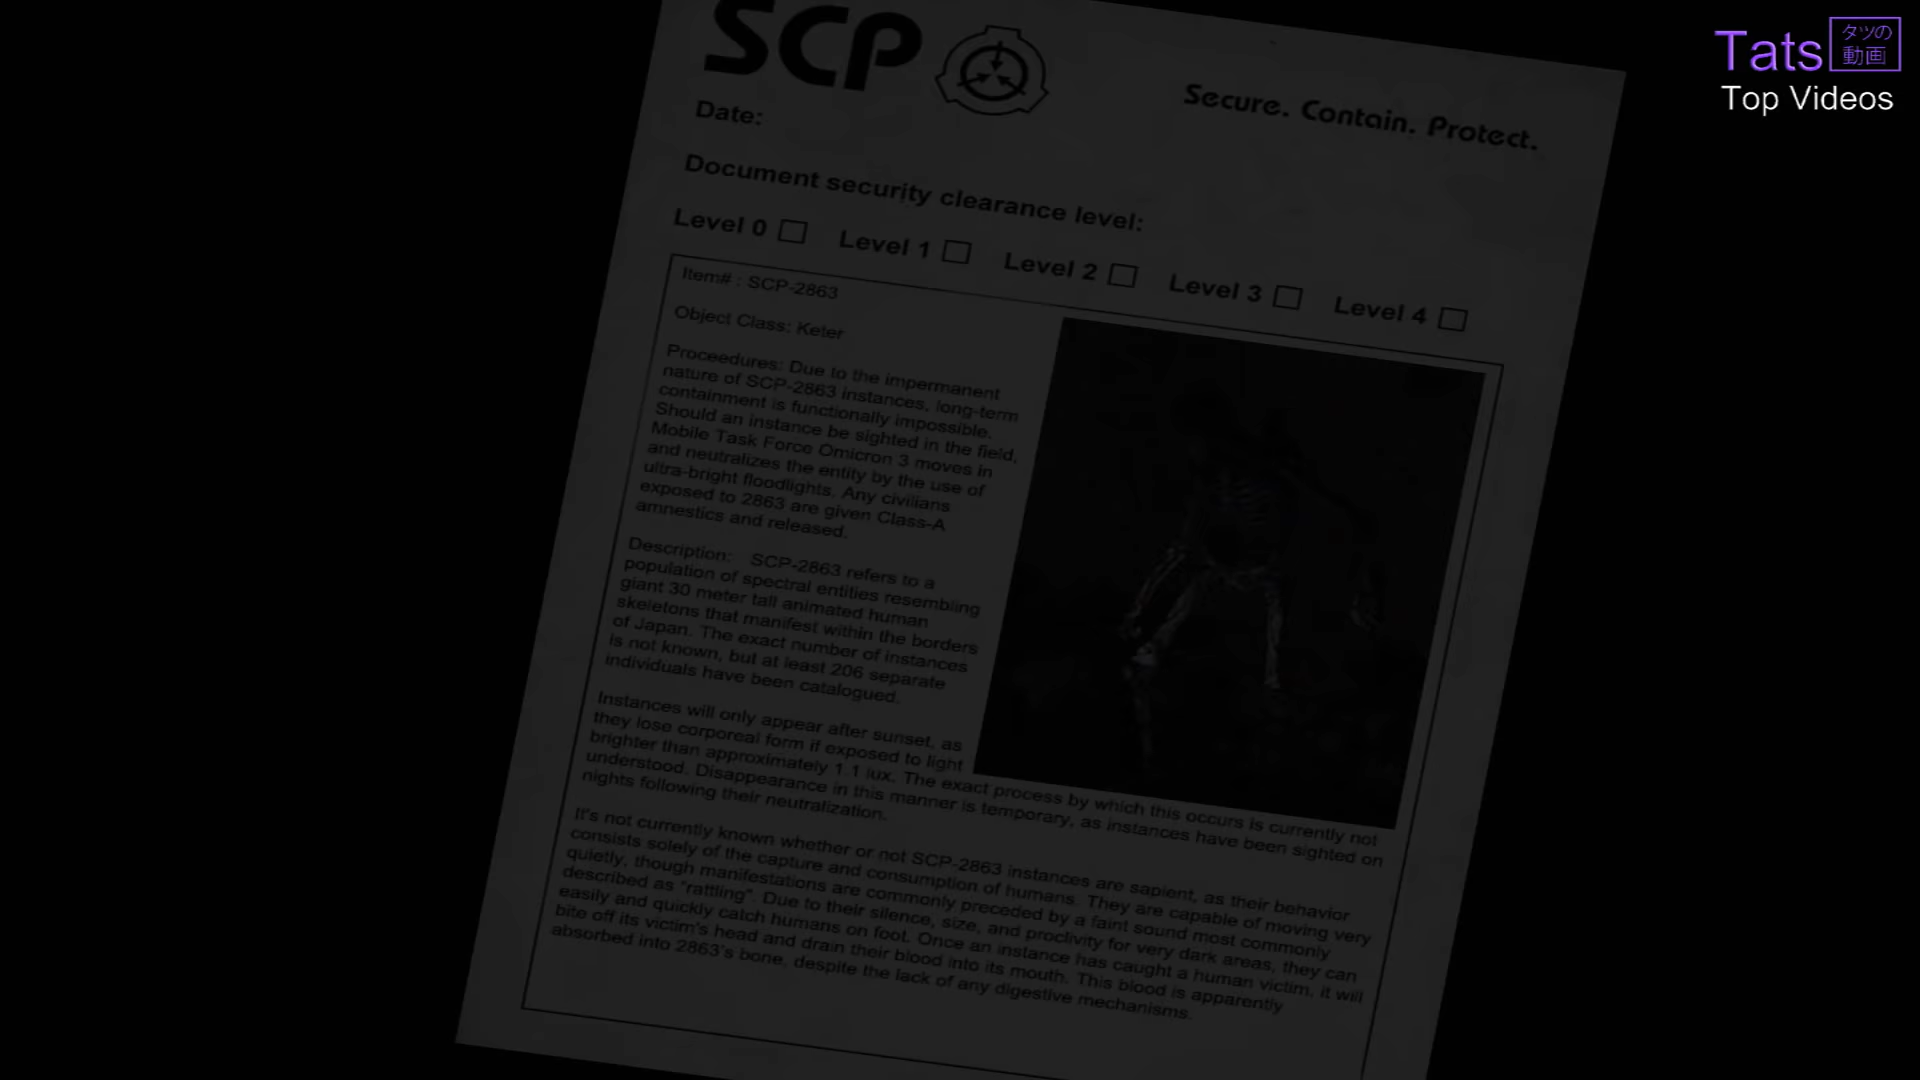 SCP
Secure. Contain. Protect.
Tats タツの動画
Top Videos
Date:
Document security clearance level:
Level 0 Level 1 Level 2 Level 3 Level 4
Item# : SCP-2863
Object Class: Keter
Proceedures: Due to the impermanent
nature of SCP-2863 instances, long-term
containment is functionally impossible.
Should an instance be sighted in the field,
Mobile Task Force Omicron 3 moves in
and neutralizes the entity by the use of
ultra-bright floodlights. Any civilians
exposed to 2863 are given Class-A
amnestics and released.
Description: SCP-2863 refers to a
population of spectral entities resembling
giant 30 meter tall animated human
skeletons that manifest within the borders
of Japan. The exact number of instances
is not known, but at least 206 separate
individuals have been catalogued.
Instances will only appear after sunset, as
they lose corporeal form if exposed to light
brighter than approximately 1.1 lux. The exact process by which this occurs is currently not
understood. Disappearance in this manner is temporary, as instances have been sighted on
nights following their neutralization.
It's not currently known whether or not SCP-2863 instances are sapient, as their behavior
consists solely of the capture and consumption of humans. They are capable of moving very
quietly, though manifestations are commonly preceded by a faint sound most commonly
described as "rattling". Due to their silence, size, and proclivity for very dark areas, they can
easily and quickly catch humans on foot. Once an instance has caught a human victim, it will
bite off its victim's head and drain their blood into its mouth. This blood is apparently
absorbed into 2863's bone, despite the lack of any digestive mechanisms.